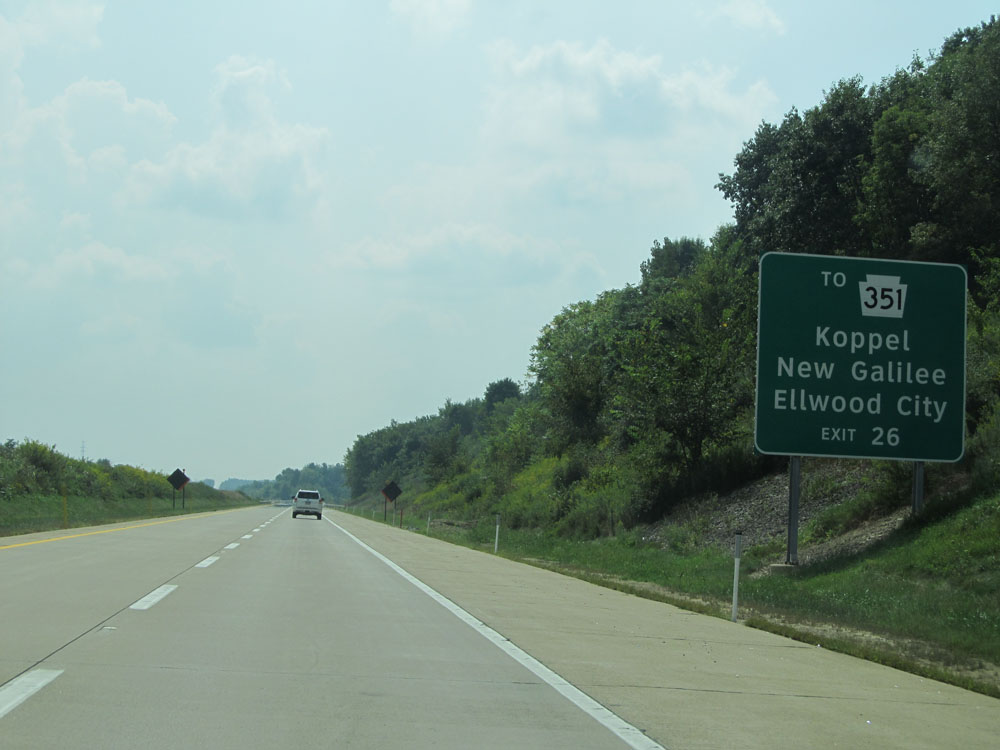 TO 351
Koppel
New Galilee
Ellwood City
EXIT 26